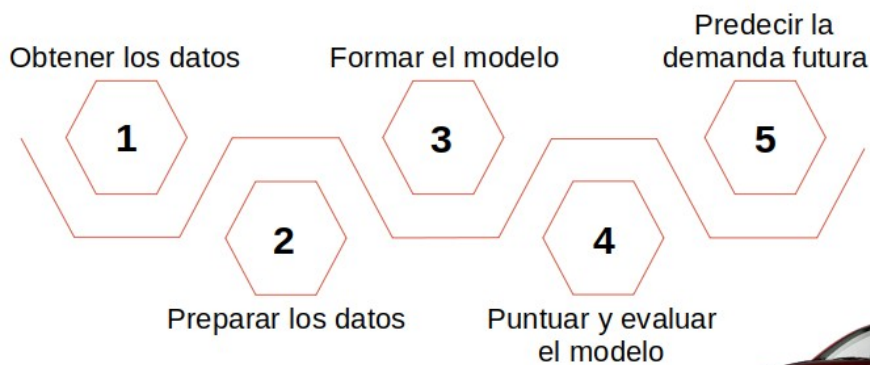 Obtener los datos
1
2
Preparar los datos
Formar el modelo
3
4
Puntuar y evaluar
el modelo
Predecir la
demanda futura
5